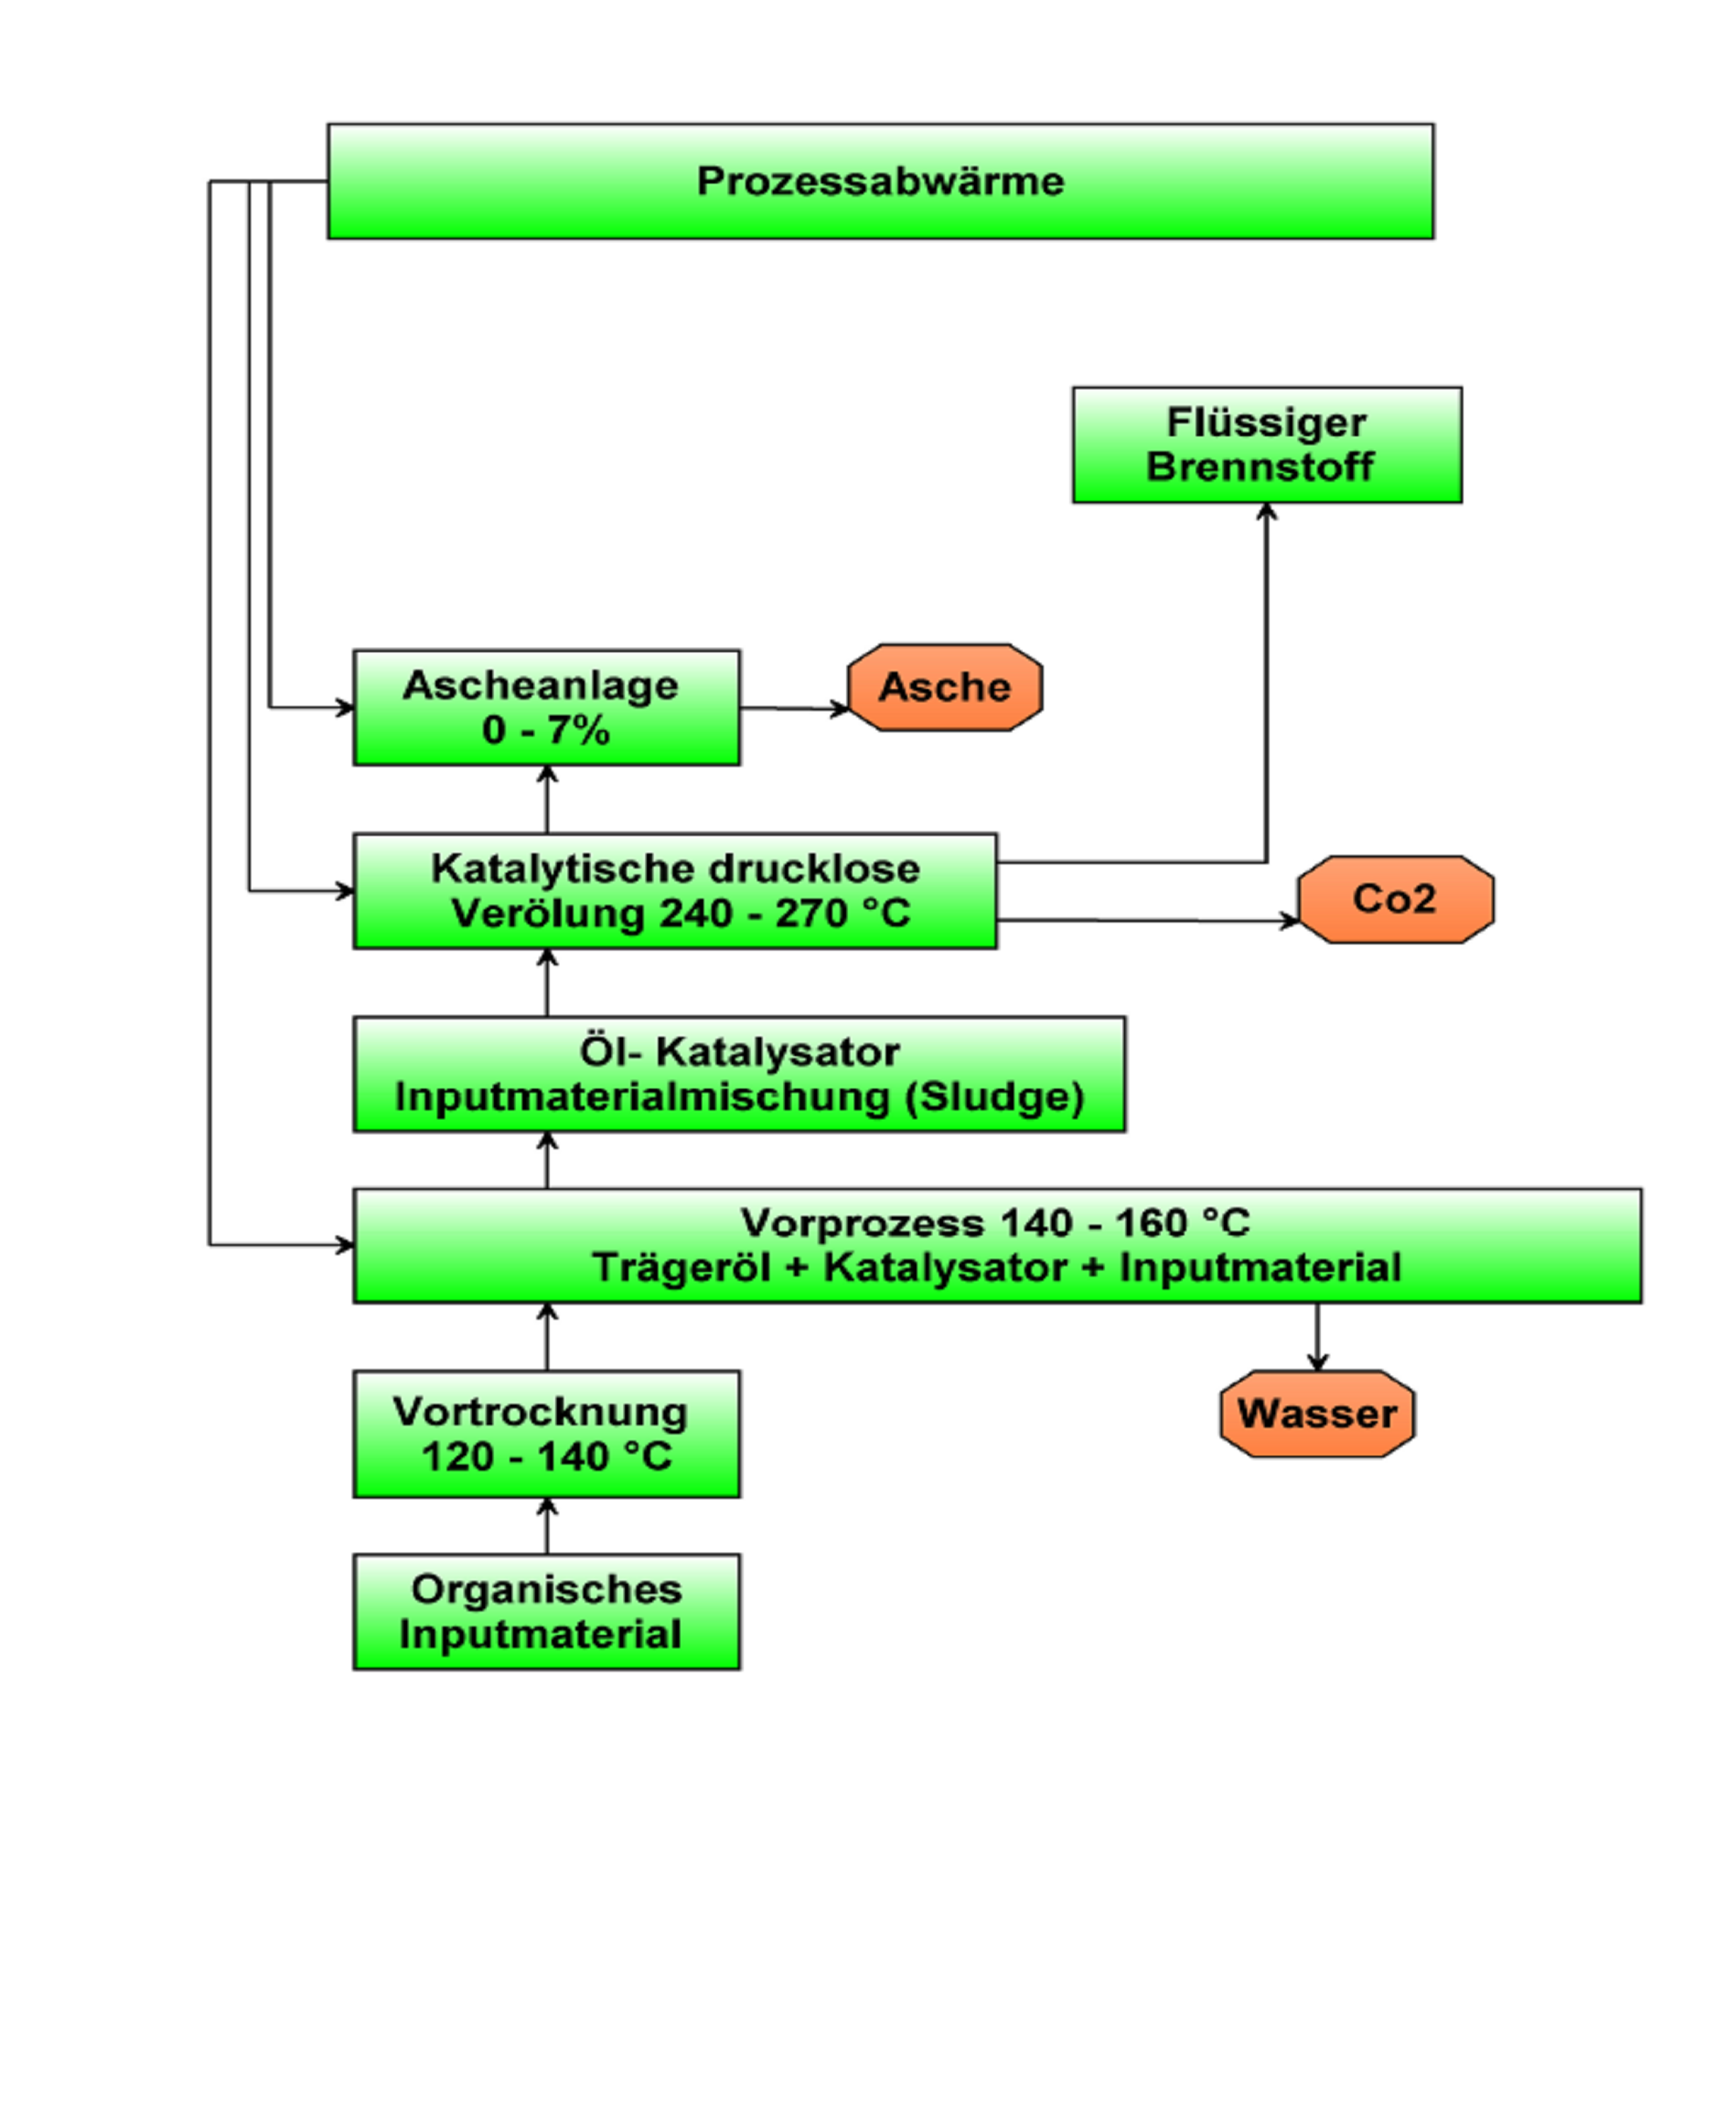 Prozessabwärme
Flüssiger
Brennstoff
Ascheanlage
0 - 7%
Asche
Katalytische drucklose
Verölung 240 - 270 °C
Co2
Öl- Katalysator
Inputmaterialmischung (Sludge)
Vorprozess 140 - 160 °C
Trägeröl + Katalysator + Inputmaterial
Vortrocknung
120 - 140 °C
Wasser
Organisches
Inputmaterial